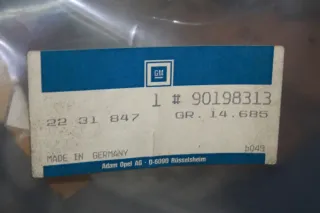 GM
1 # 90198313
22 31 847 GR. 14.685
MADE IN GERMANY b049
Adam Opel AG · D-6090 Rüsselsheim